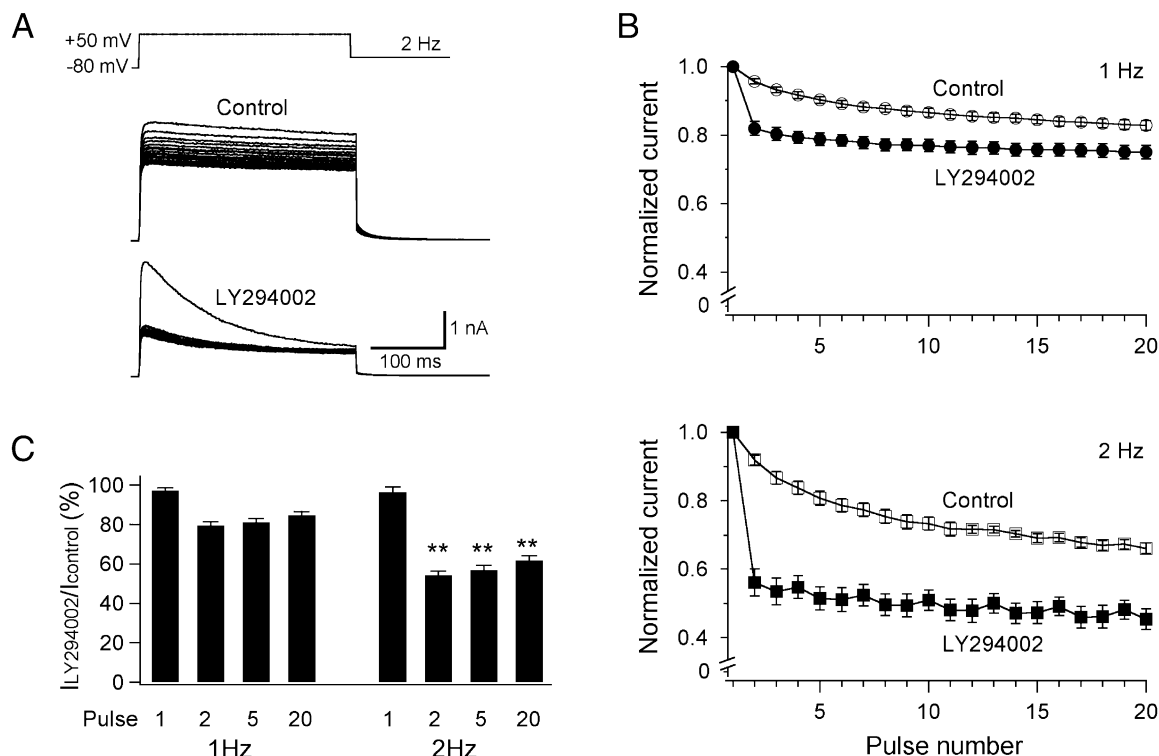 A
+50 mV
-80 mV
2 Hz
Control
LY294002
1 nA
100 ms
B
1 Hz
Normalized current
1.0
0.8
0.6
0.4
0
Control
LY294002
5
10
15
20
2 Hz
Normalized current
1.0
0.8
0.6
0.4
0
Control
LY294002
5
10
15
20
Pulse number
C
ILY294002/Icontrol (%)
100
80
60
40
20
0
** ** **
Pulse 1 2 5 20 1 2 5 20
1Hz 2Hz